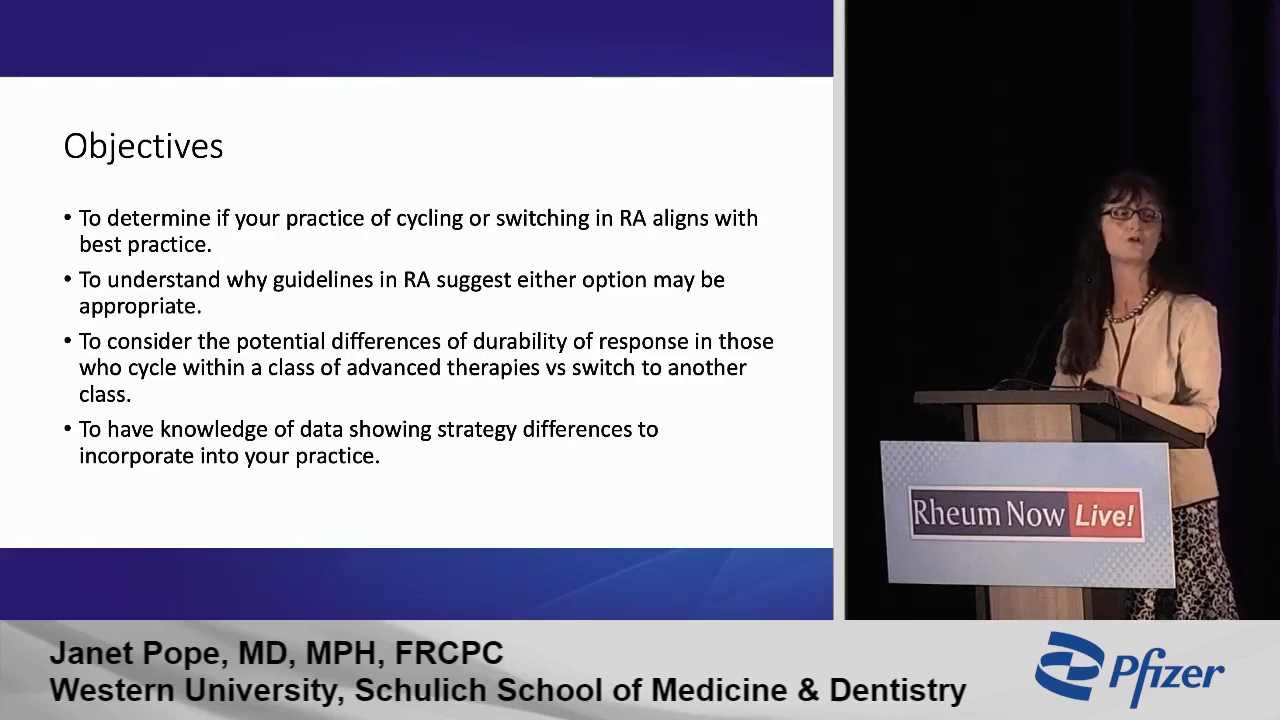 Objectives
• To determine if your practice of cycling or switching in RA aligns with
best practice.
• To understand why guidelines in RA suggest either option may be
appropriate.
• To consider the potential differences of durability of response in those
who cycle within a class of advanced therapies vs switch to another
class.
• To have knowledge of data showing strategy differences to
incorporate into your practice.
Rheum Now Live!
Janet Pope, MD, MPH, FRCPC
Western University, Schulich School of Medicine & Dentistry
Pfizer